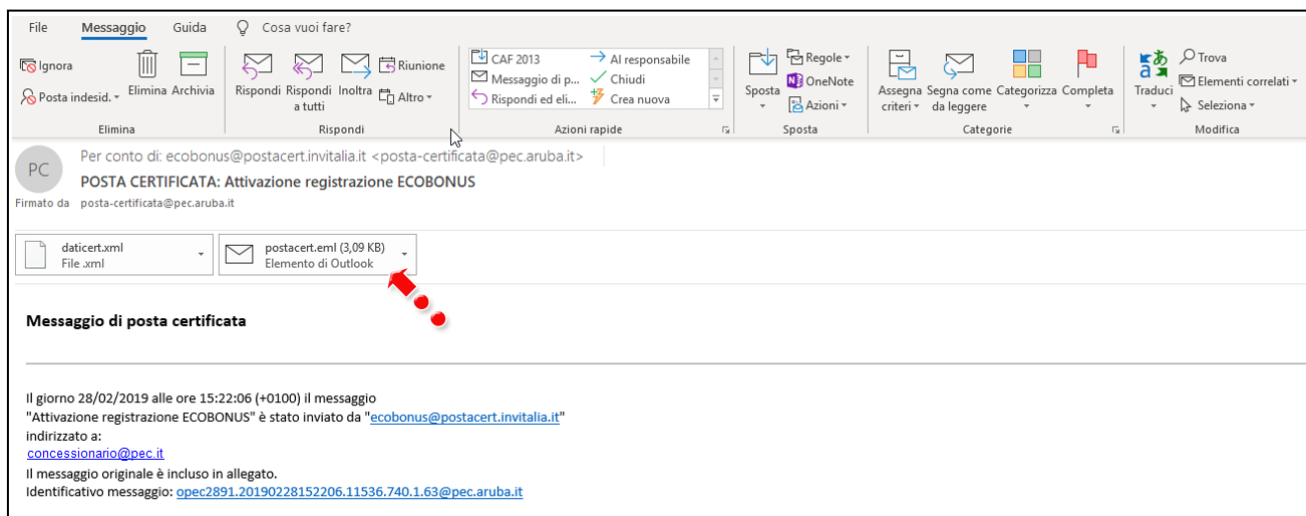 File Messaggio Guida Cosa vuoi fare?
Ignora
Posta indesid.
Elimina Archivia
Elimina
Rispondi Rispondi a tutti Inoltra
Riunione
Altro
Rispondi
CAF 2013
Messaggio di p...
Rispondi ed eli...
Al responsabile
Chiudi
Crea nuova
Azioni rapide
Sposta
Regole
OneNote
Azioni
Sposta
Assegna criteri
Segna come da leggere
Categorizza
Completa
Categorie
Traduci
Trova
Elementi correlati
Seleziona
Modifica
PC
Per conto di: ecobonus@postacert.invitalia.it <posta-certificata@pec.aruba.it>
POSTA CERTIFICATA: Attivazione registrazione ECOBONUS
Firmato da posta-certificata@pec.aruba.it
daticert.xml
File .xml
postacert.eml (3,09 KB)
Elemento di Outlook
Messaggio di posta certificata
Il giorno 28/02/2019 alle ore 15:22:06 (+0100) il messaggio
"Attivazione registrazione ECOBONUS" è stato inviato da "ecobonus@postacert.invitalia.it"
indirizzato a:
concessionario@pec.it
Il messaggio originale è incluso in allegato.
Identificativo messaggio: opec2891.20190228152206.11536.740.1.63@pec.aruba.it